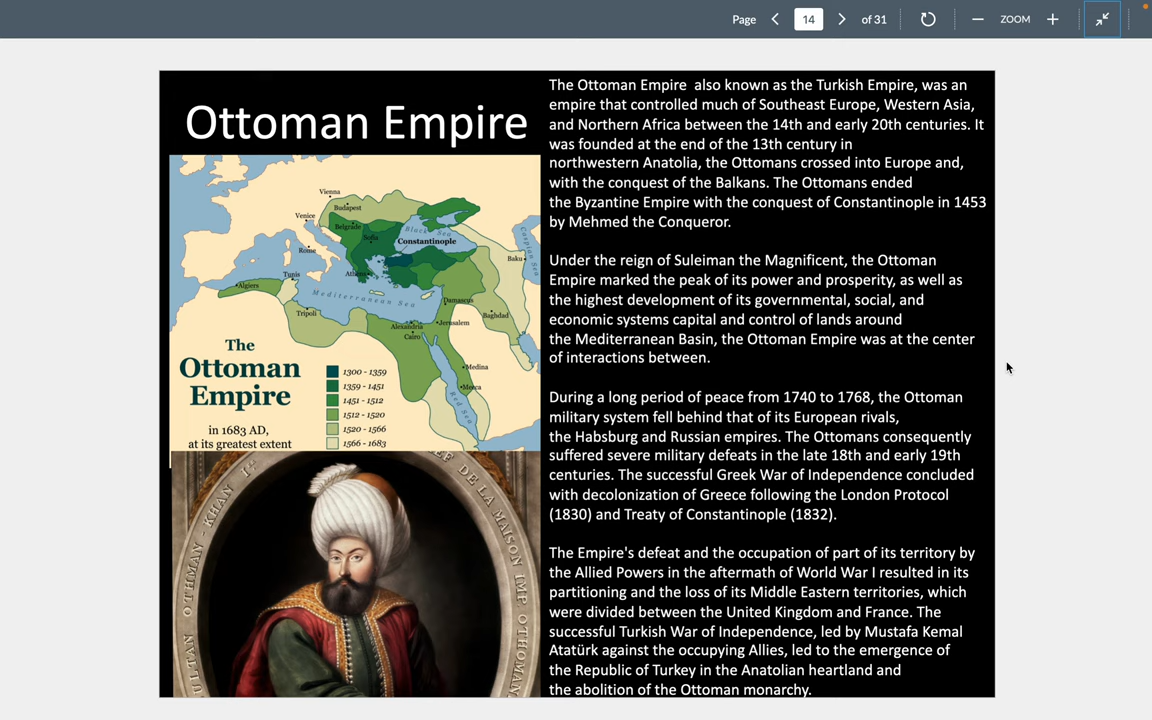 Page
14
of 31
ZOOM
Ottoman Empire
Vienna
Budapest
Venice
Belgrade
Black Sea
Sofia
Constantinople
Caspian Sea
Rome
Baku
Athens
Tunis
Algiers
Mediterranean Sea
Damascus
Tripoli
Baghdad
Alexandria
Jerusalem
Cairo
Medina
Mecca
Red Sea
The
Ottoman
Empire
in 1683 AD,
at its greatest extent
1300 - 1359
1359 - 1451
1451 - 1512
1512 - 1520
1520 - 1566
1566 - 1683
SULTAN OTHMAN - KHAN Ier
CHEF DE LA MAISON IMP. OTHOMANE
The Ottoman Empire  also known as the Turkish Empire, was an
empire that controlled much of Southeast Europe, Western Asia,
and Northern Africa between the 14th and early 20th centuries. It
was founded at the end of the 13th century in
northwestern Anatolia, the Ottomans crossed into Europe and,
with the conquest of the Balkans. The Ottomans ended
the Byzantine Empire with the conquest of Constantinople in 1453
by Mehmed the Conqueror.
Under the reign of Suleiman the Magnificent, the Ottoman
Empire marked the peak of its power and prosperity, as well as
the highest development of its governmental, social, and
economic systems capital and control of lands around
the Mediterranean Basin, the Ottoman Empire was at the center
of interactions between.
During a long period of peace from 1740 to 1768, the Ottoman
military system fell behind that of its European rivals,
the Habsburg and Russian empires. The Ottomans consequently
suffered severe military defeats in the late 18th and early 19th
centuries. The successful Greek War of Independence concluded
with decolonization of Greece following the London Protocol
(1830) and Treaty of Constantinople (1832).
The Empire's defeat and the occupation of part of its territory by
the Allied Powers in the aftermath of World War I resulted in its
partitioning and the loss of its Middle Eastern territories, which
were divided between the United Kingdom and France. The
successful Turkish War of Independence, led by Mustafa Kemal
Atatürk against the occupying Allies, led to the emergence of
the Republic of Turkey in the Anatolian heartland and
the abolition of the Ottoman monarchy.